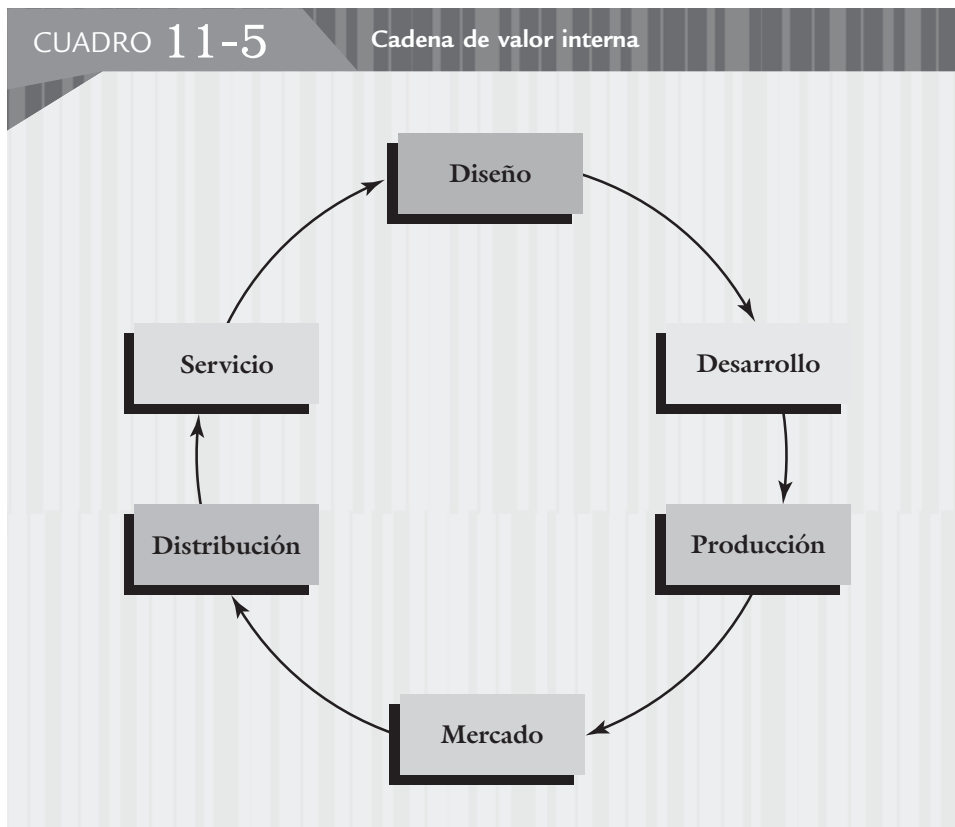 CUADRO 11-5
Cadena de valor interna
Diseño
Desarrollo
Producción
Mercado
Distribución
Servicio